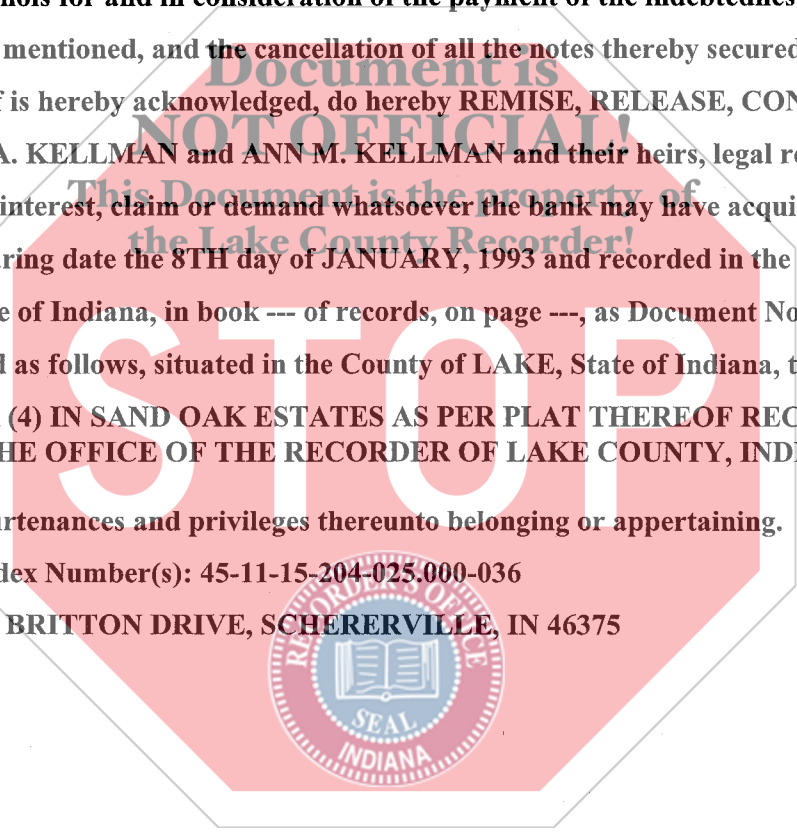 nois for and in consideration of the payment of the indebtednes
mentioned, and the cancellation of all the notes thereby secured
Document is
f is hereby acknowledged, do hereby REMISE, RELEASE, CON
NOT OFFICIAL!
A. KELLMAN and ANN M. KELLMAN and their heirs, legal re
This Document is the property of
interest, claim or demand whatsoever the bank may have acqui
the Lake County Recorder!
ring date the 8TH day of JANUARY, 1993 and recorded in the
e of Indiana, in book --- of records, on page ---, as Document No
d as follows, situated in the County of LAKE, State of Indiana, t
STOP
(4) IN SAND OAK ESTATES AS PER PLAT THEREOF REC
HE OFFICE OF THE RECORDER OF LAKE COUNTY, INDI
urtenances and privileges thereunto belonging or appertaining.
dex Number(s): 45-11-15-204-025.000-036
BRITTON DRIVE, SCHERERVILLE, IN 46375
RECORDER'S OFFICE
SEAL
INDIANA